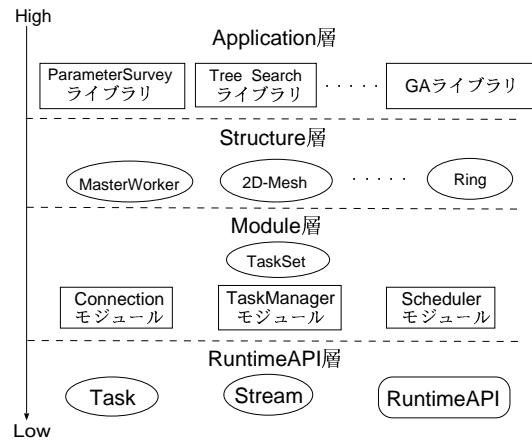 High
Application層
ParameterSurvey
ライブラリ
Tree Search
ライブラリ
· · · · ·
GAライブラリ
Structure層
MasterWorker
2D-Mesh
· · · · ·
Ring
Module層
TaskSet
Connection
モジュール
TaskManager
モジュール
Scheduler
モジュール
RuntimeAPI層
Task
Stream
RuntimeAPI
Low